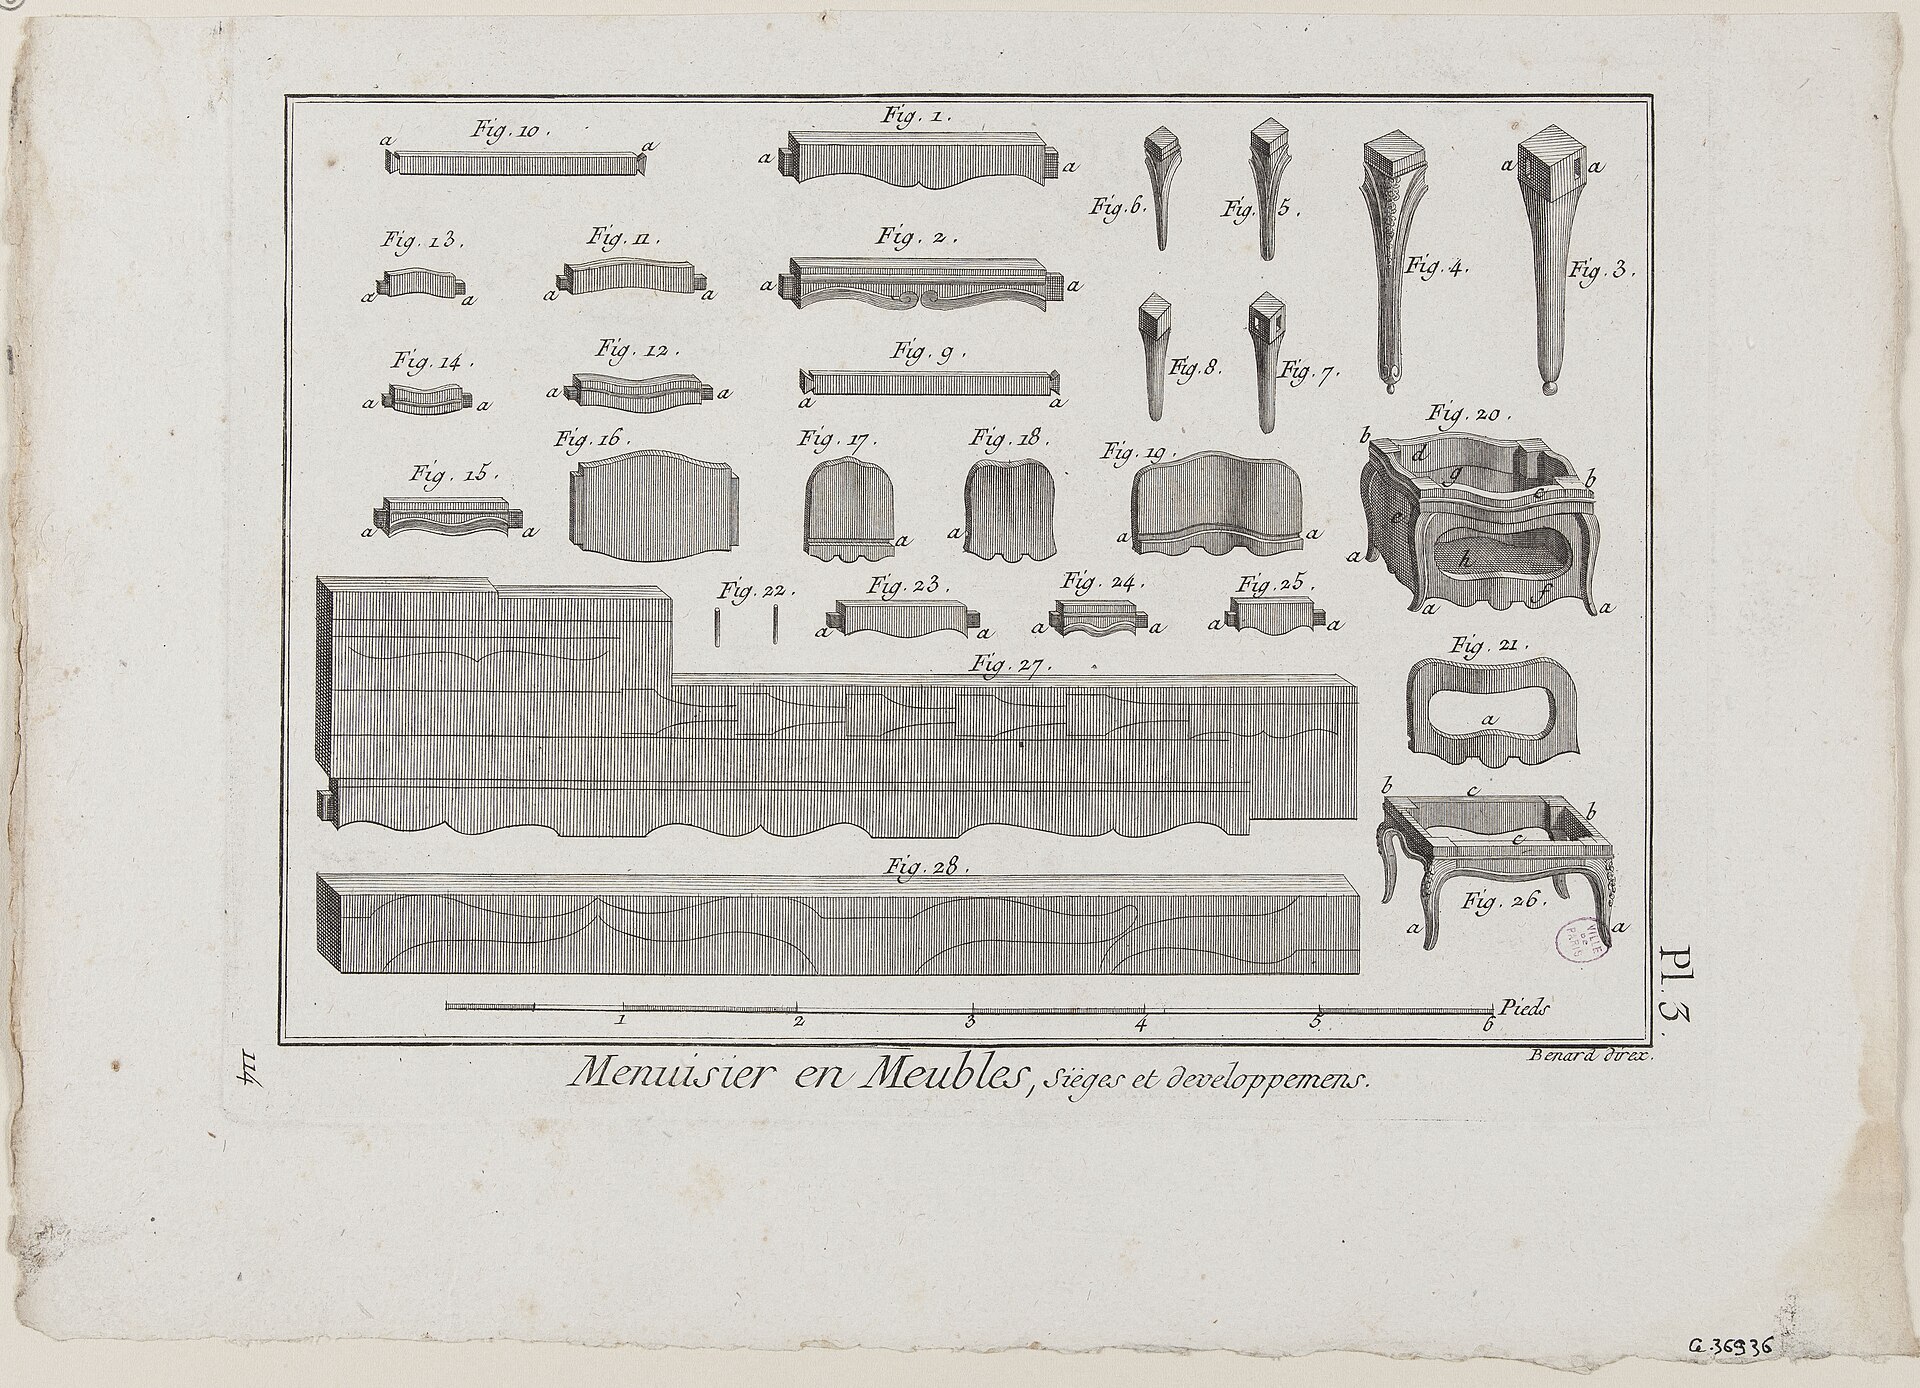 Fig. 10.
a a
Fig. 1.
a a
Fig. 6.
Fig. 5.
Fig. 4.
a a
Fig. 3.
Fig. 13.
a a
Fig. 11.
a a
Fig. 2.
a a
Fig. 14.
a a
Fig. 12.
a a
Fig. 9.
a a
Fig. 8.
Fig. 7.
Fig. 15.
a a
Fig. 16.
Fig. 17.
a
Fig. 18.
a
Fig. 19.
a a
Fig. 20.
b d g c b
e h f
a a a
Fig. 22.
Fig. 23.
a a
Fig. 24.
a a
Fig. 25.
a a
Fig. 21.
a
Fig. 27.
Fig. 28.
b c b
c
Fig. 26.
a a
VILLE
DE
PARIS
1 2 3 4 5 6 Pieds
Pl. 3.
114
Benard direx.
Menuisier en Meubles, Sièges et developpemens.
G.36936